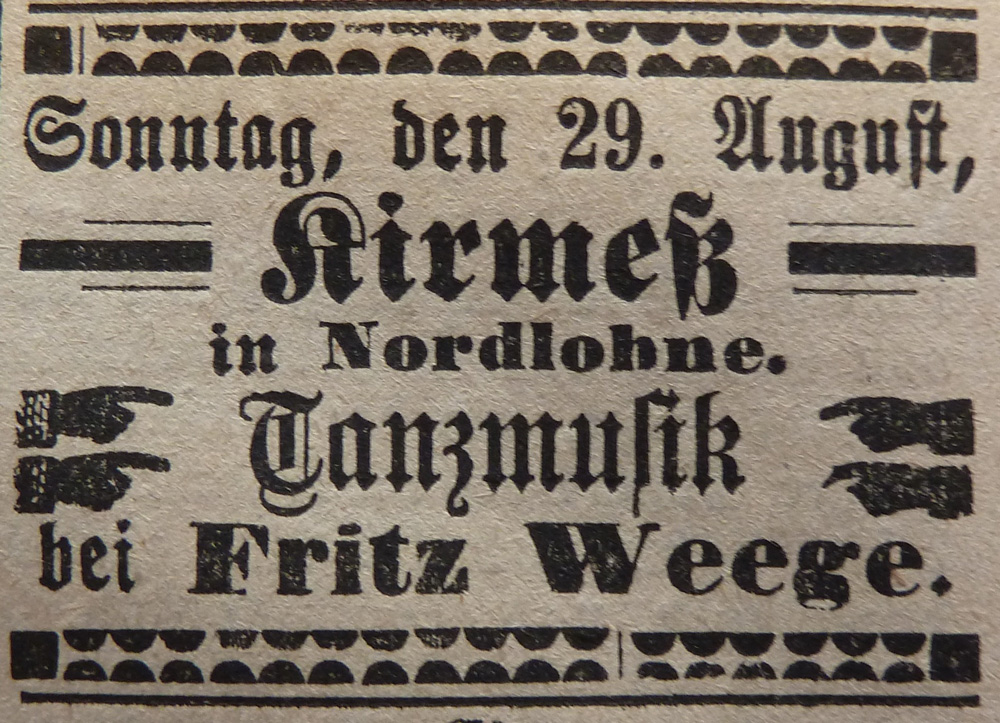 Sonntag, den 29. August,
Kirmeß
in Nordlohne.
Tanzmusik
bei Fritz Weege.